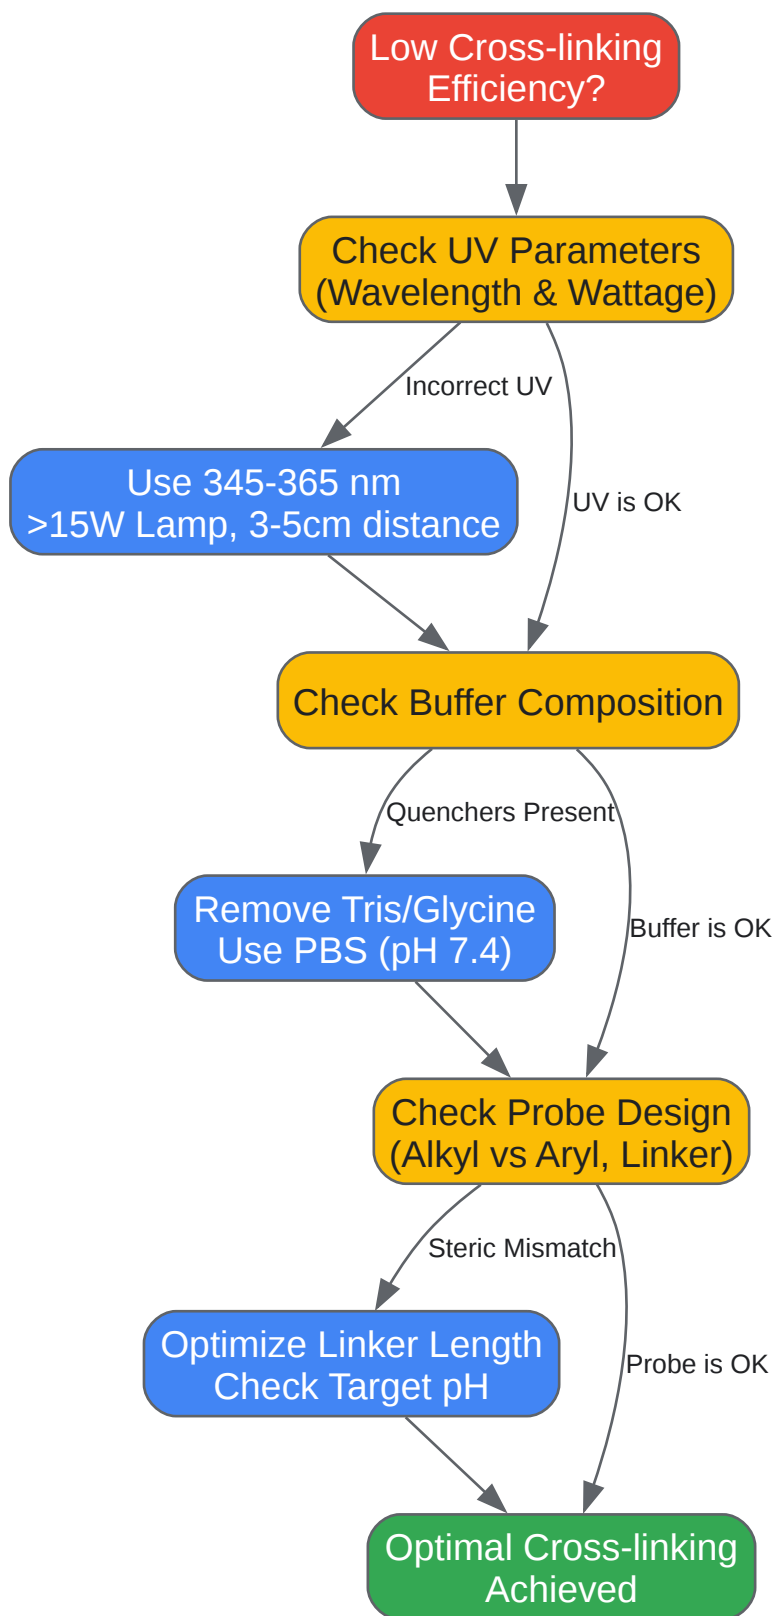 Low Cross-linking
Efficiency?
Check UV Parameters
(Wavelength & Wattage)
Incorrect UV
Use 345-365 nm
>15W Lamp, 3-5cm distance
UV is OK
Check Buffer Composition
Quenchers Present
Remove Tris/Glycine
Use PBS (pH 7.4)
Buffer is OK
Check Probe Design
(Alkyl vs Aryl, Linker)
Steric Mismatch
Optimize Linker Length
Check Target pH
Probe is OK
Optimal Cross-linking
Achieved